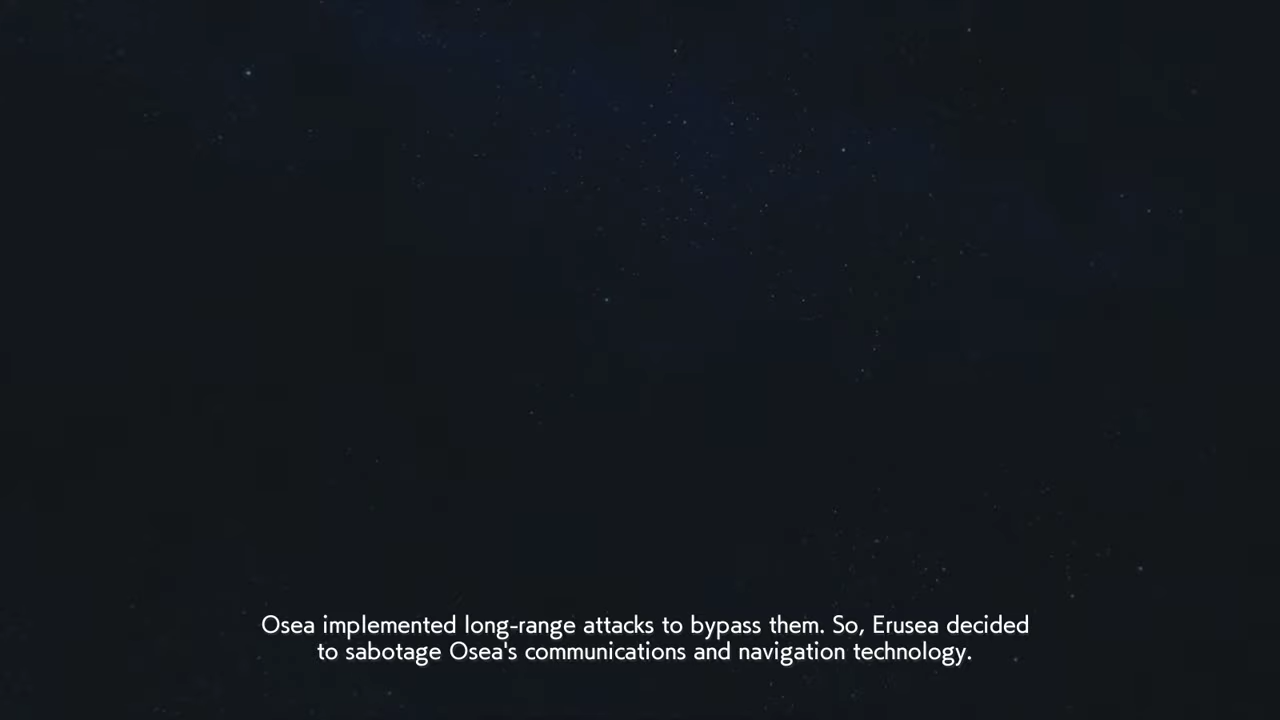 Osea implemented long-range attacks to bypass them. So, Erusea decided
to sabotage Osea's communications and navigation technology.